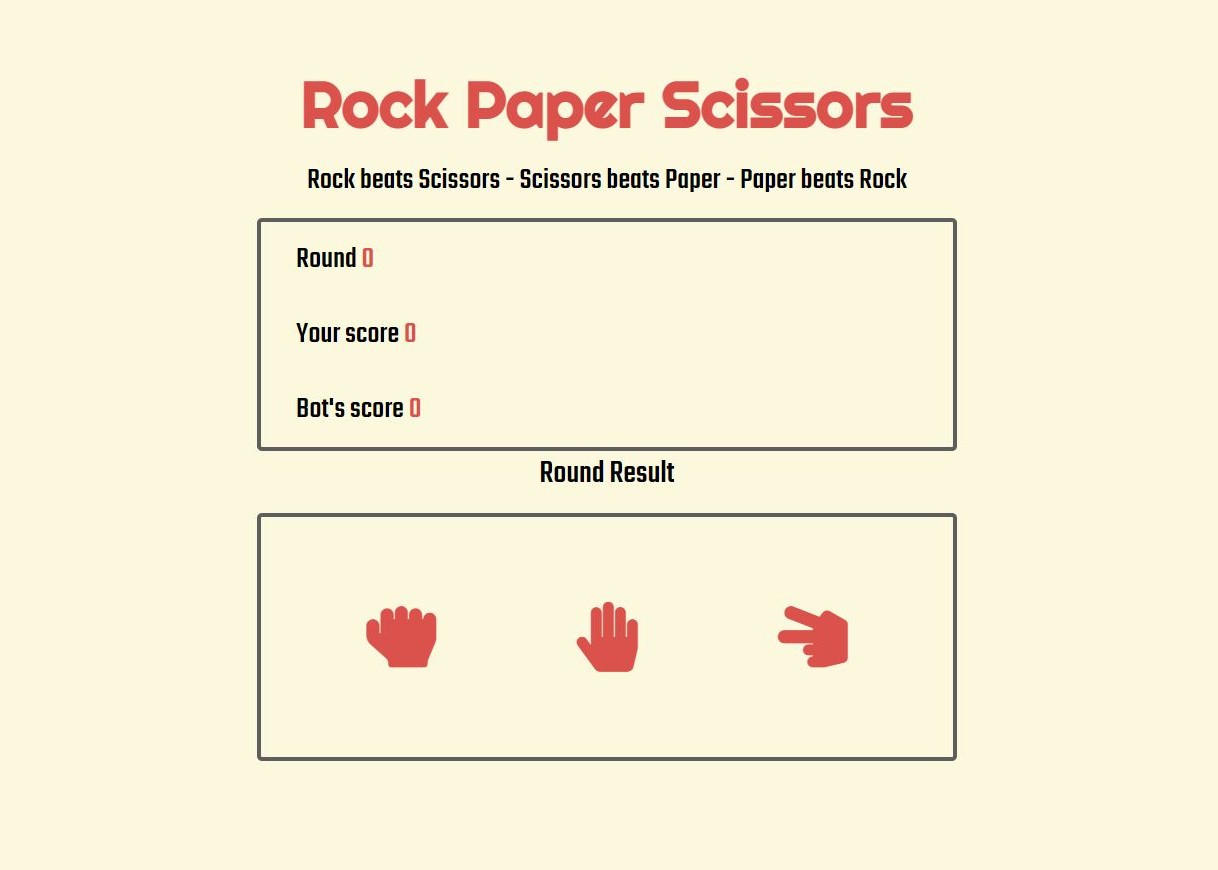 Rock Paper Scissors
Rock beats Scissors - Scissors beats Paper - Paper beats Rock
Round 0
Your score 0
Bot's score 0
Round Result